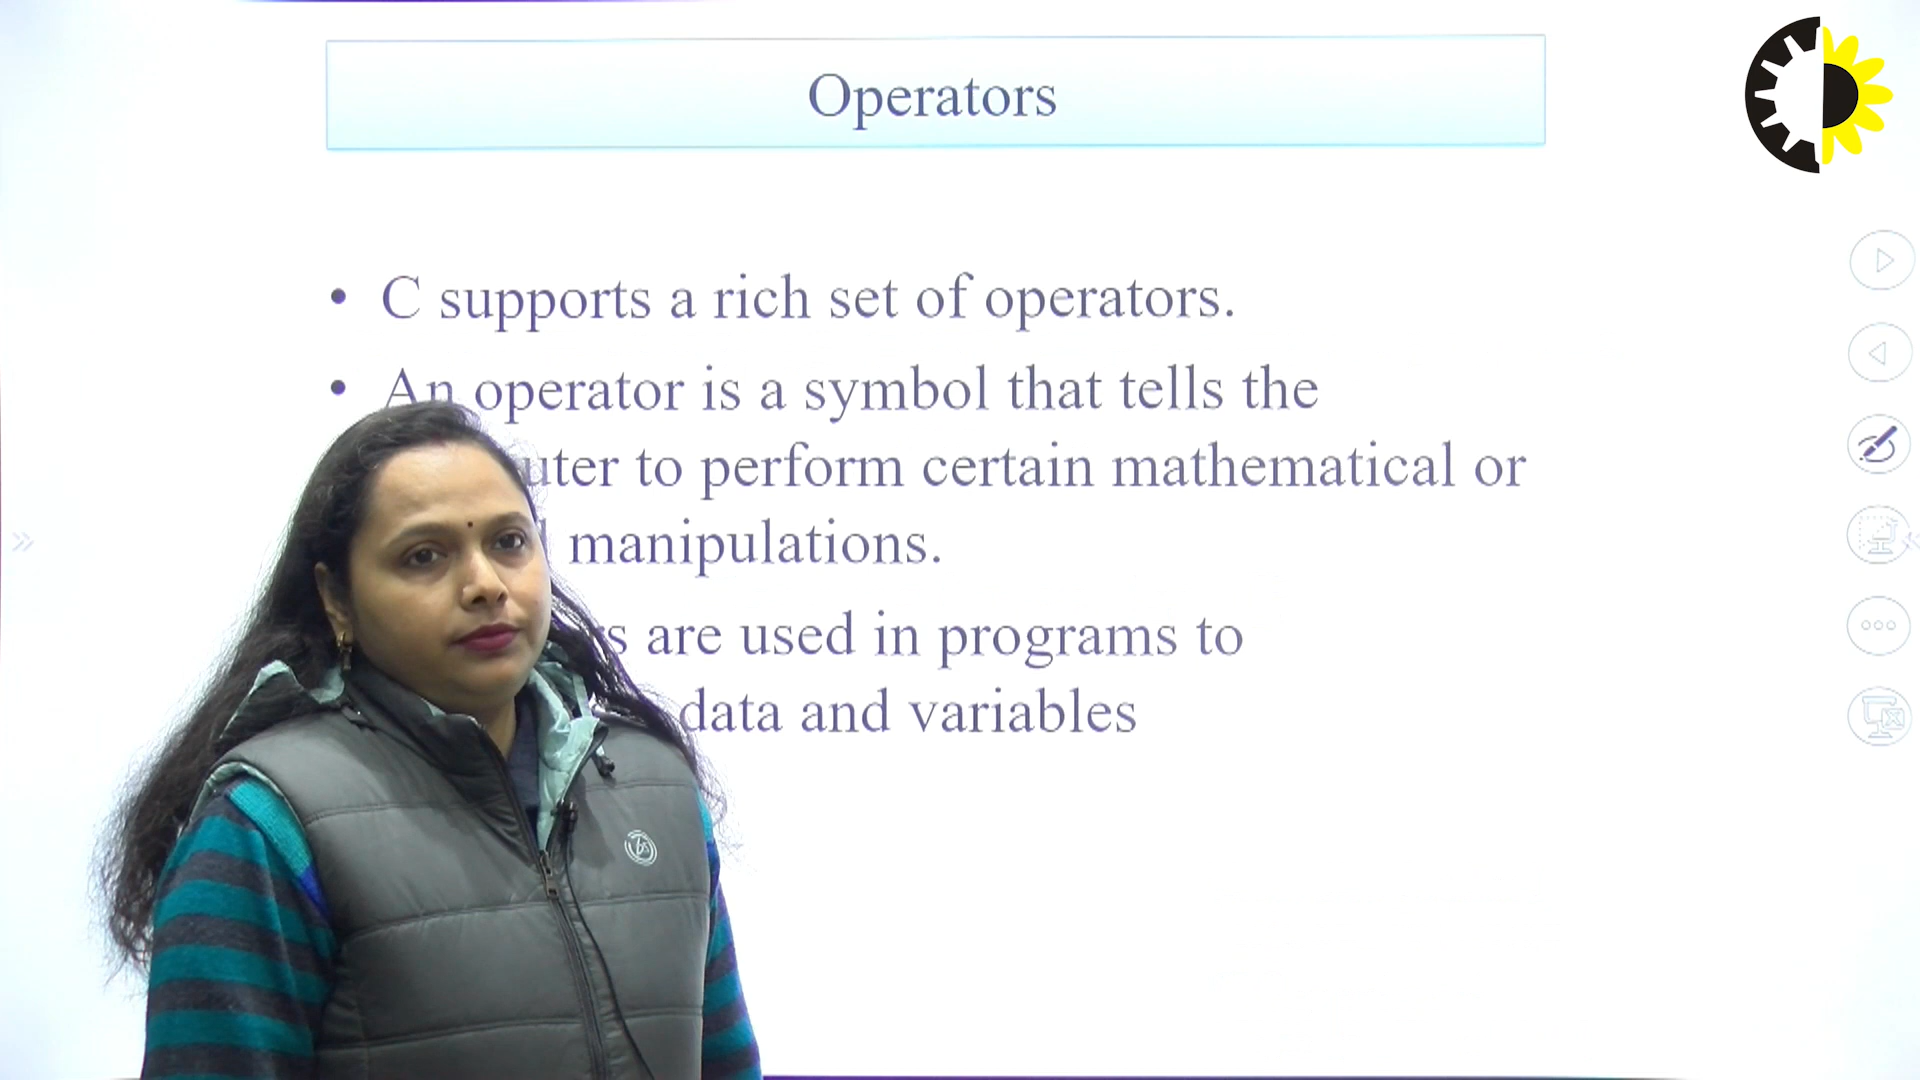 Operators
• C supports a rich set of operators.
• An operator is a symbol that tells the
to perform certain mathematical or
manipulations.
are used in programs to
data and variables